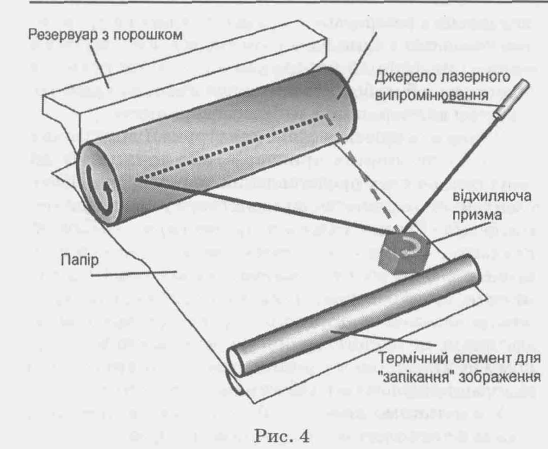 Резервуар з порошком
Джерело лазерного
випромінювання
відхиляюча
призма
Папір
Термічний елемент для
"запікання" зображення
Рис. 4